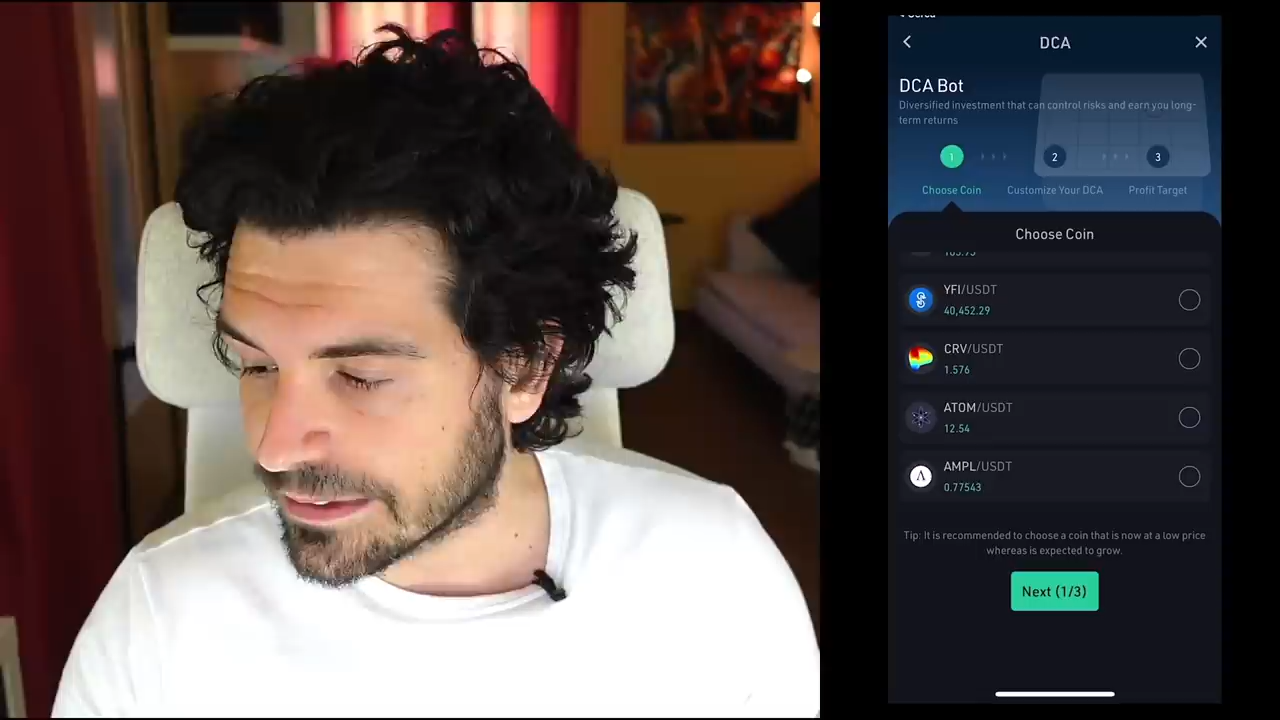 DCA
DCA Bot
Diversified investment that can control risks and earn you long-
term returns
1
2
3
Choose Coin
Customize Your DCA
Profit Target
Choose Coin
YFI/USDT
40,452.29
CRV/USDT
1.576
ATOM/USDT
12.54
AMPL/USDT
0.77543
Tip: It is recommended to choose a coin that is now at a low price
whereas is expected to grow.
Next (1/3)